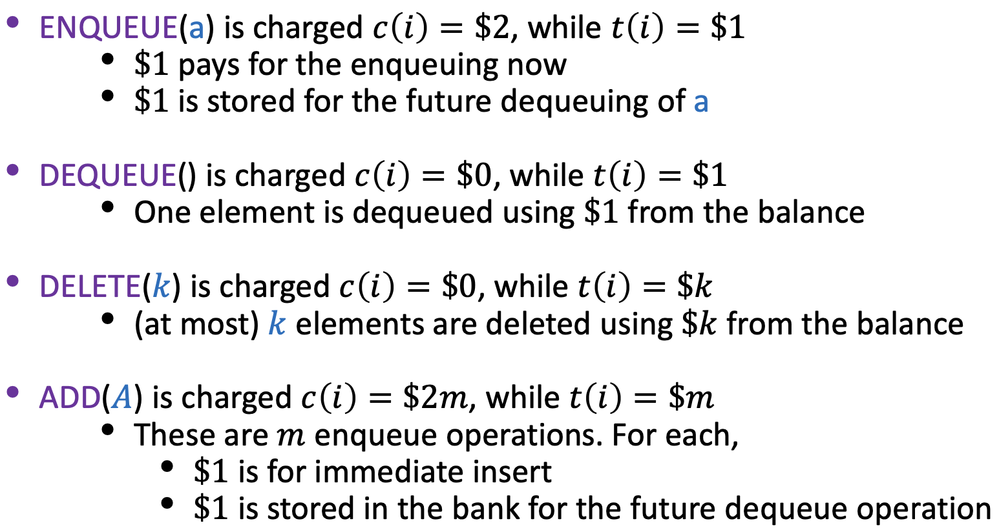 • ENQUEUE(a) is charged c(i) = $2, while t(i) = $1
• $1 pays for the enqueuing now
• $1 is stored for the future dequeuing of a
• DEQUEUE() is charged c(i) = $0, while t(i) = $1
• One element is dequeued using $1 from the balance
• DELETE(k) is charged c(i) = $0, while t(i) = $k
• (at most) k elements are deleted using $k from the balance
• ADD(A) is charged c(i) = $2m, while t(i) = $m
• These are m enqueue operations. For each,
• $1 is for immediate insert
• $1 is stored in the bank for the future dequeue operation